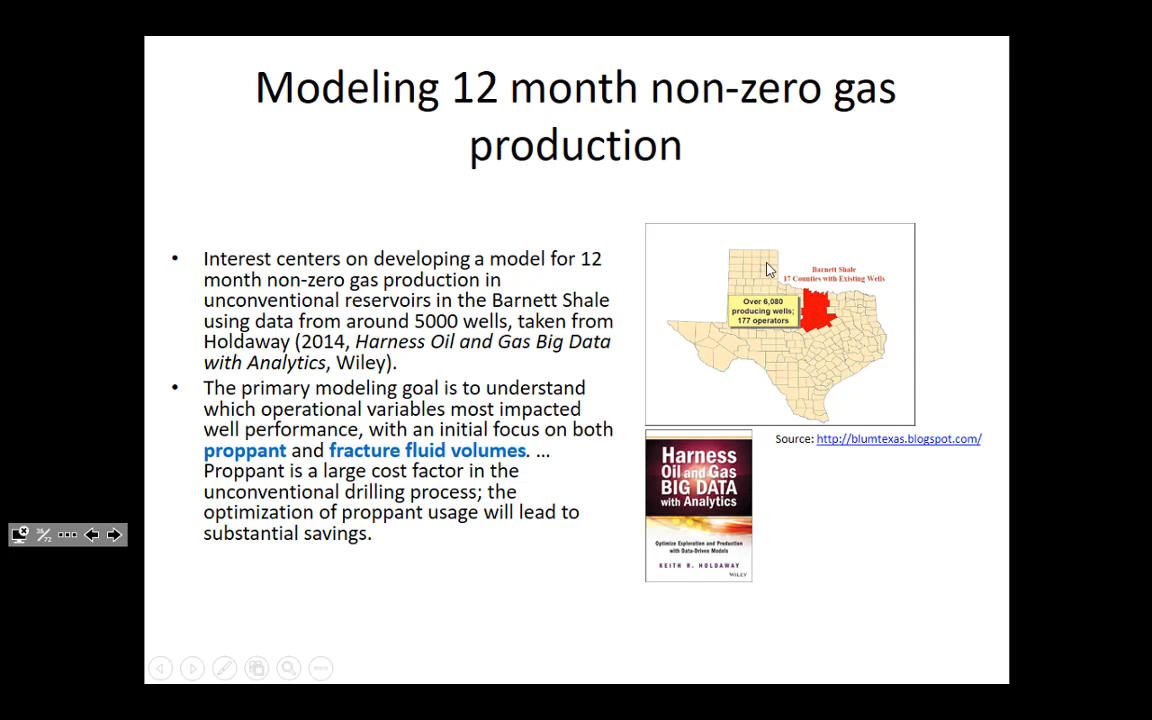 Modeling 12 month non-zero gas
production
• Interest centers on developing a model for 12
month non-zero gas production in
unconventional reservoirs in the Barnett Shale
using data from around 5000 wells, taken from
Holdaway (2014, Harness Oil and Gas Big Data
with Analytics, Wiley).
• The primary modeling goal is to understand
which operational variables most impacted
well performance, with an initial focus on both
proppant and fracture fluid volumes. ...
Proppant is a large cost factor in the
unconventional drilling process; the
optimization of proppant usage will lead to
substantial savings.
Barnett Shale
17 Counties with Existing Wells
Over 6,080
producing wells;
177 operators
Source: http://blumtexas.blogspot.com/
Harness
Oil and Gas
BIG DATA
with Analytics
Optimize Exploration and Production
with Data-Driven Models
KEITH R. HOLDAWAY
WILEY
38/72